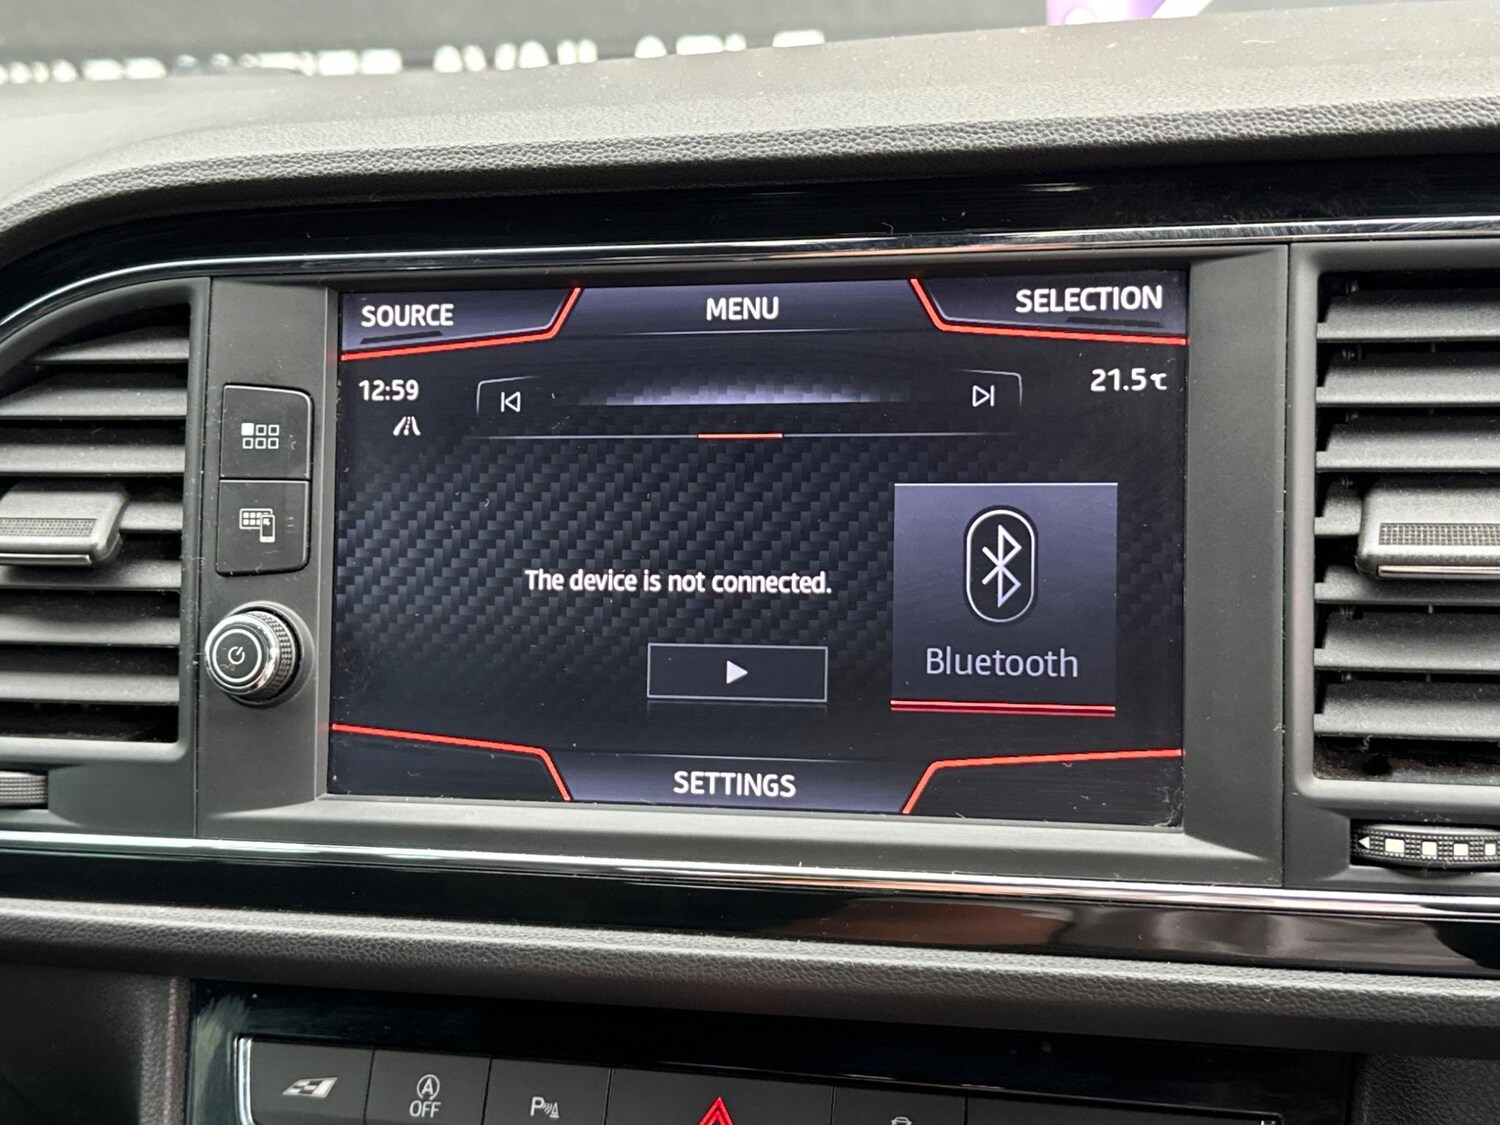 SOURCE
MENU
SELECTION
12:59
21.5°C
The device is not connected.
Bluetooth
SETTINGS
A
OFF
P